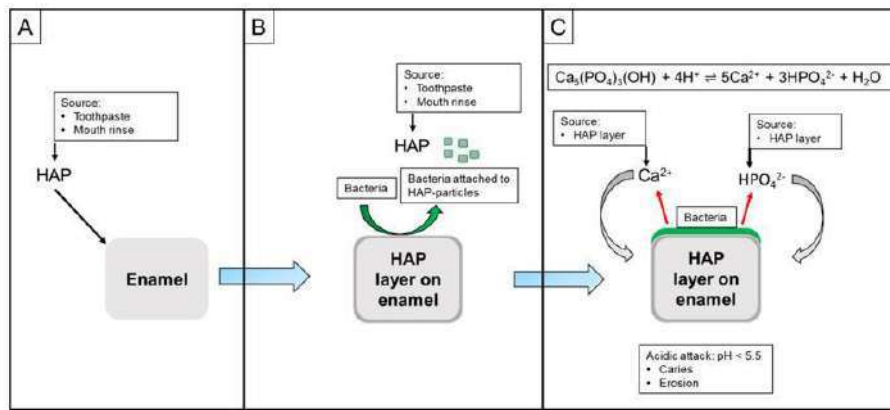 A
Source:
• Toothpaste
• Mouth rinse
HAP
Enamel
B
Source:
• Toothpaste
• Mouth rinse
HAP
Bacteria
Bacteria attached to
HAP-particles
HAP
layer on
enamel
C
Ca₅(PO₄)₃(OH) + 4H⁺ ⇌ 5Ca²⁺ + 3HPO₄²⁻ + H₂O
Source:
• HAP layer
Source:
• HAP layer
Ca²⁺
HPO₄²⁻
Bacteria
HAP
layer on
enamel
Acidic attack: pH < 5.5
• Caries
• Erosion